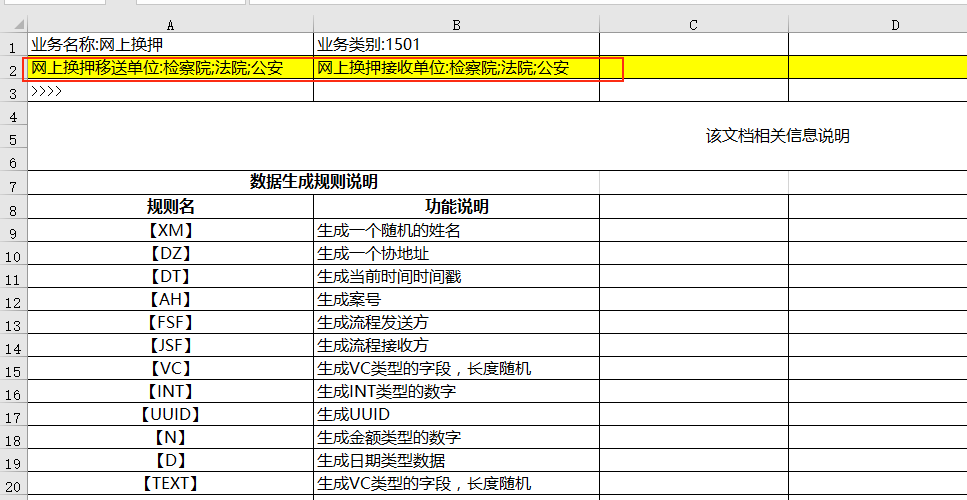 A B C D
1 业务名称:网上换押 业务类别:1501
2 网上换押移送单位:检察院;法院;公安 网上换押接收单位:检察院;法院;公安
3 >>>>
4
5 该文档相关信息说明
6
7 数据生成规则说明
8 规则名 功能说明
9 【XM】 生成一个随机的姓名
10 【DZ】 生成一个协地址
11 【DT】 生成当前时间时间戳
12 【AH】 生成案号
13 【FSF】 生成流程发送方
14 【JSF】 生成流程接收方
15 【VC】 生成VC类型的字段，长度随机
16 【INT】 生成INT类型的数字
17 【UUID】 生成UUID
18 【N】 生成金额类型的数字
19 【D】 生成日期类型数据
20 【TEXT】 生成VC类型的字段，长度随机